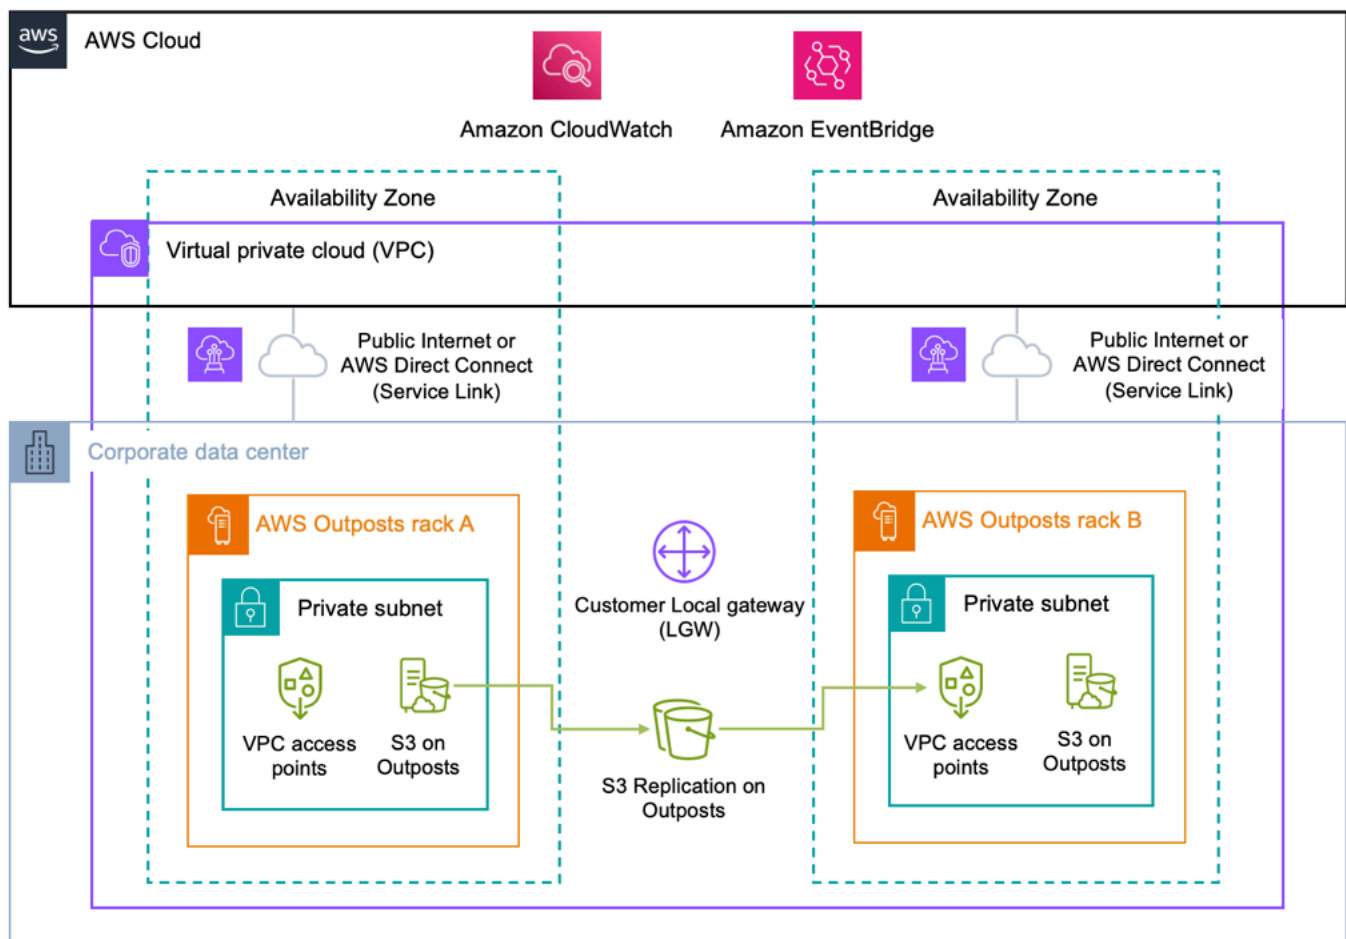 aws
AWS Cloud
Amazon CloudWatch
Amazon EventBridge
Availability Zone
Availability Zone
Virtual private cloud (VPC)
Public Internet or
AWS Direct Connect
(Service Link)
Public Internet or
AWS Direct Connect
(Service Link)
Corporate data center
AWS Outposts rack A
AWS Outposts rack B
Private subnet
Customer Local gateway
(LGW)
Private subnet
VPC access
points
S3 on
Outposts
S3 Replication on
Outposts
VPC access
points
S3 on
Outposts